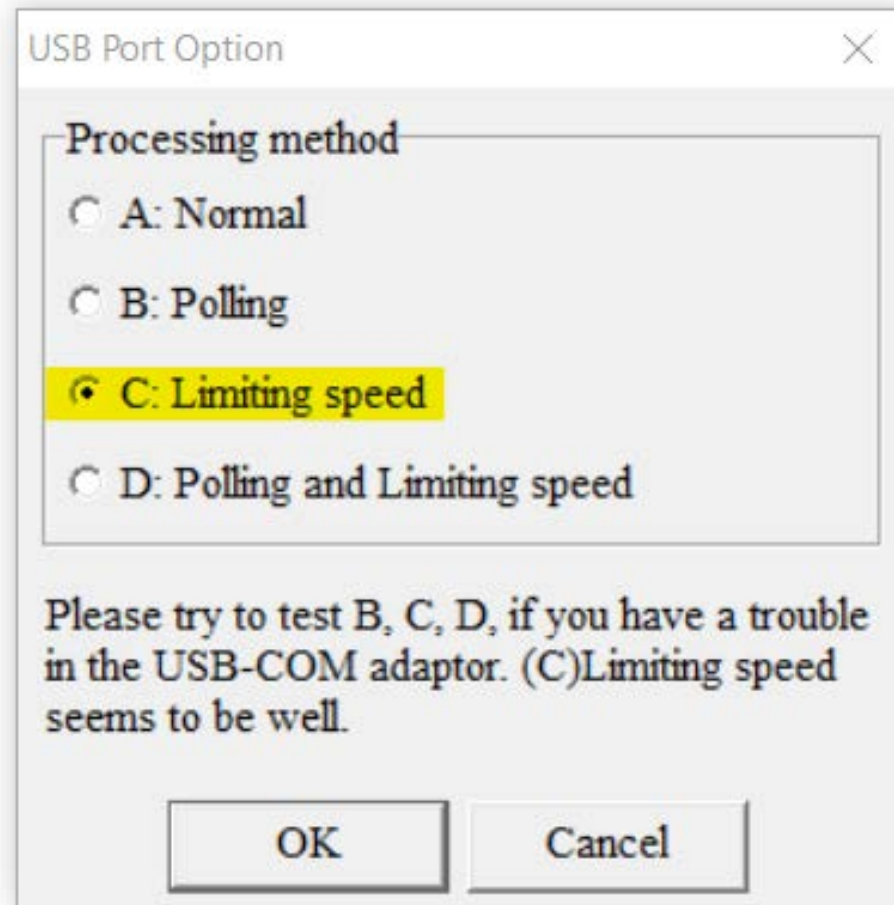 USB Port Option
Processing method
A: Normal
B: Polling
C: Limiting speed
D: Polling and Limiting speed
Please try to test B, C, D, if you have a trouble
in the USB-COM adaptor. (C)Limiting speed
seems to be well.
OK
Cancel